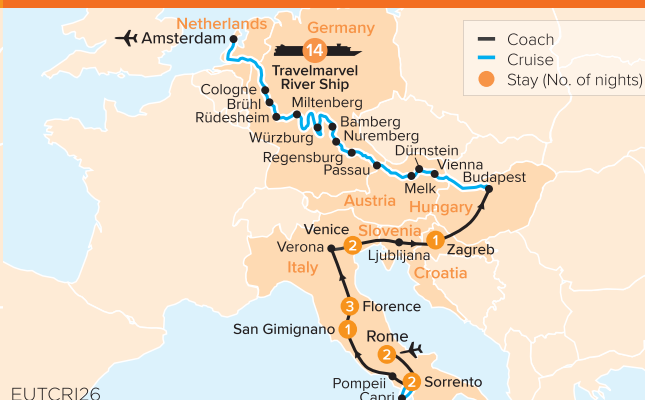 Netherlands
Germany
Amsterdam
14
Travelmarvel
River Ship
Coach
Cruise
Stay (No. of nights)
Cologne
Brühl
Rüdesheim
Miltenberg
Würzburg
Bamberg
Nuremberg
Regensburg
Passau
Dürnstein
Vienna
Melk
Budapest
Austria
Hungary
Venice
2
Slovenia
Verona
Ljubljana
1
Zagreb
Italy
Croatia
3
Florence
San Gimignano
1
Rome
2
Pompeii
2
Sorrento
Capri
EUTCRI26